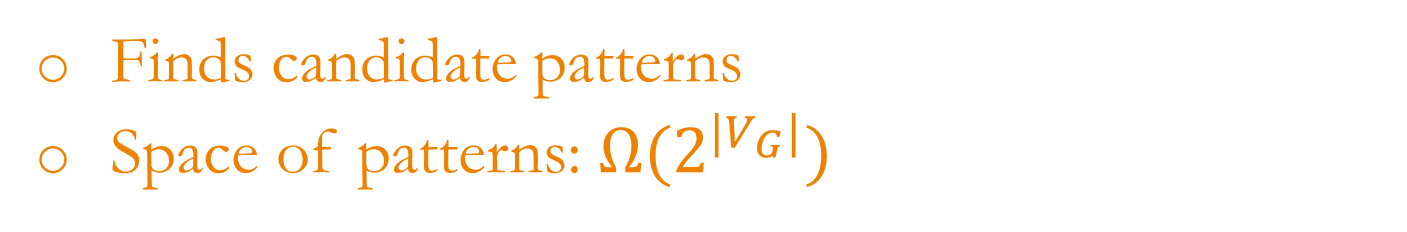 o Finds candidate patterns
o Space of patterns: Ω(2^|V_G|)